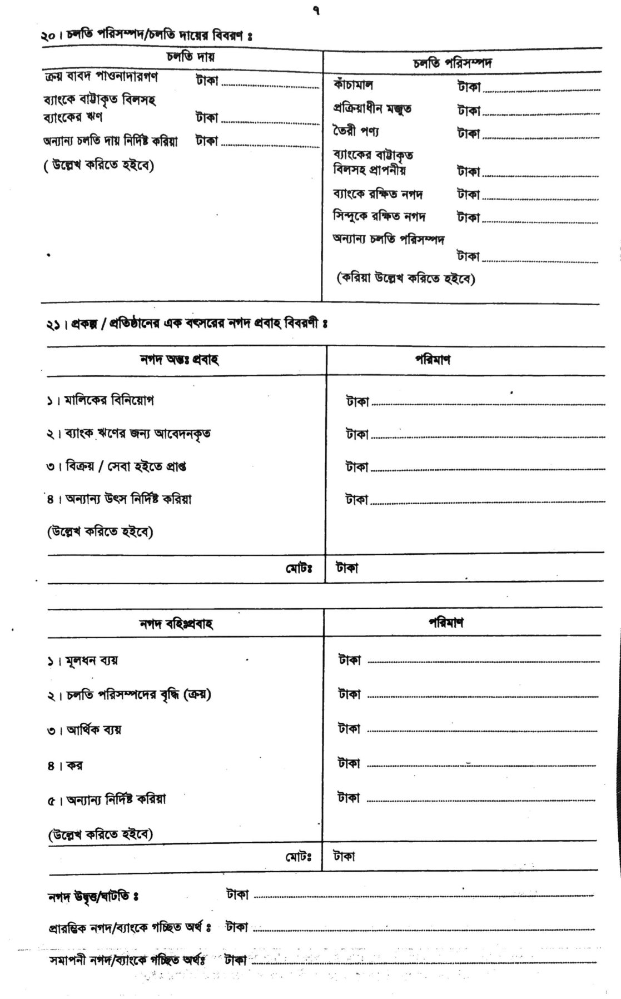 ৭
২০। চলতি পরিসম্পদ/চলতি দায়ের বিবরণ ঃ
চলতি দায়
ক্রয় বাবদ পাওনাদারগণ টাকা
ব্যাংকে বাট্টাকৃত বিলসহ
ব্যাংকের ঋণ টাকা
অন্যান্য চলতি দায় নির্দিষ্ট করিয়া টাকা
( উল্লেখ করিতে হইবে)
চলতি পরিসম্পদ
কাঁচামাল টাকা
প্রক্রিয়াধীন মজুত টাকা
তৈরী পণ্য টাকা
ব্যাংকের বাট্টাকৃত
বিলসহ প্রাপনীয় টাকা
ব্যাংকে রক্ষিত নগদ টাকা
সিন্দুকে রক্ষিত নগদ টাকা
অন্যান্য চলতি পরিসম্পদ
টাকা
(করিয়া উল্লেখ করিতে হইবে)
২১। প্রকল্প / প্রতিষ্ঠানের এক বৎসরের নগদ প্রবাহ বিবরণী ঃ
নগদ অন্তঃ প্রবাহ পরিমাণ
১। মালিকের বিনিয়োগ টাকা
২। ব্যাংক ঋণের জন্য আবেদনকৃত টাকা
৩। বিক্রয় / সেবা হইতে প্রাপ্ত টাকা
৪। অন্যান্য উৎস নির্দিষ্ট করিয়া টাকা
(উল্লেখ করিতে হইবে)
মোটঃ টাকা
নগদ বহিঃপ্রবাহ পরিমাণ
১। মূলধন ব্যয় টাকা
২। চলতি পরিসম্পদের বৃদ্ধি (ক্রয়) টাকা
৩। আর্থিক ব্যয় টাকা
৪। কর টাকা
৫। অন্যান্য নির্দিষ্ট করিয়া টাকা
(উল্লেখ করিতে হইবে)
মোটঃ টাকা
নগদ উদ্বৃত্ত/ঘাটতি ঃ টাকা
প্রারম্ভিক নগদ/ব্যাংকে গচ্ছিত অর্থ ঃ টাকা
সমাপনী নগদ/ব্যাংকে গচ্ছিত অর্থঃ টাকা